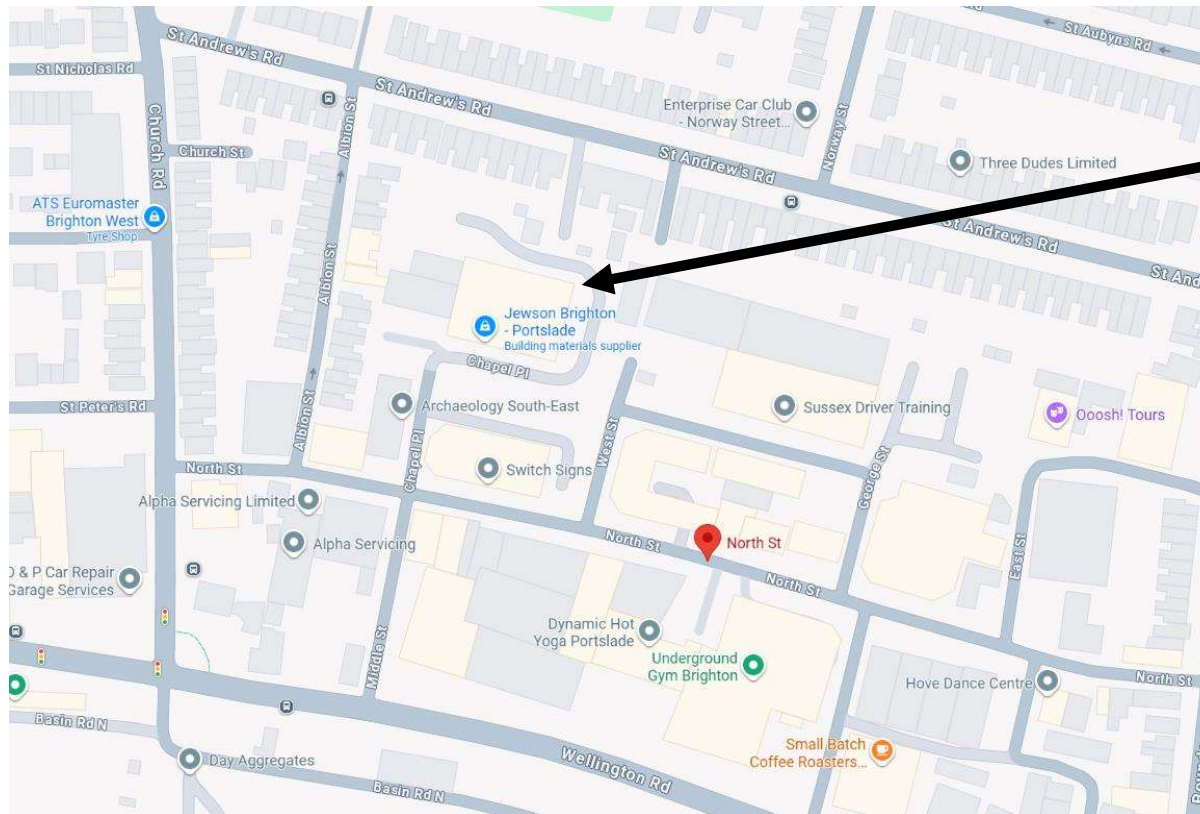 St Andrew's Rd
St Aubyns Rd
St Nicholas Rd
St Andrew's Rd
Albion St
Church Rd
Enterprise Car Club
- Norway Street...
Norway St
Church St
St Andrew's Rd
Three Dudes Limited
ATS Euromaster
Brighton West
Tyre Shop
St Andrew's Rd
Albion St
Jewson Brighton
- Portslade
Building materials supplier
Chapel Pl
Archaeology South-East
Sussex Driver Training
Ooosh! Tours
St Peter's Rd
Albion St
North St
Chapel Pl
Switch Signs
West St
George St
Alpha Servicing Limited
Alpha Servicing
North St
North St
North St
East St
Car Repair
Garage Services
Dynamic Hot
Yoga Portslade
Middle St
Underground
Gym Brighton
Hove Dance Centre
North St
Basin Rd N
Day Aggregates
Wellington Rd
Small Batch
Coffee Roasters...
Basin Rd N